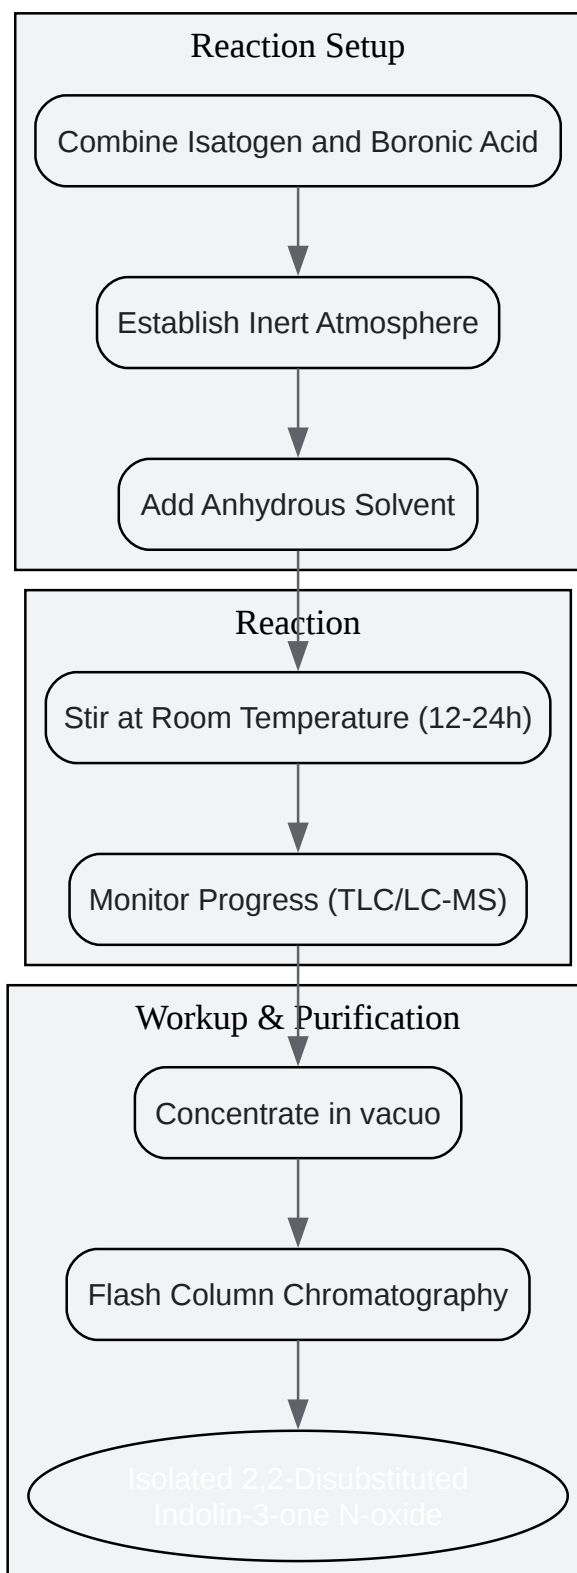 Reaction Setup
Combine Isatogen and Boronic Acid
Establish Inert Atmosphere
Add Anhydrous Solvent
Reaction
Stir at Room Temperature (12-24h)
Monitor Progress (TLC/LC-MS)
Workup & Purification
Concentrate in vacuo
Flash Column Chromatography
Isolated 2,2-Disubstituted
Indolin-3-one N-oxide